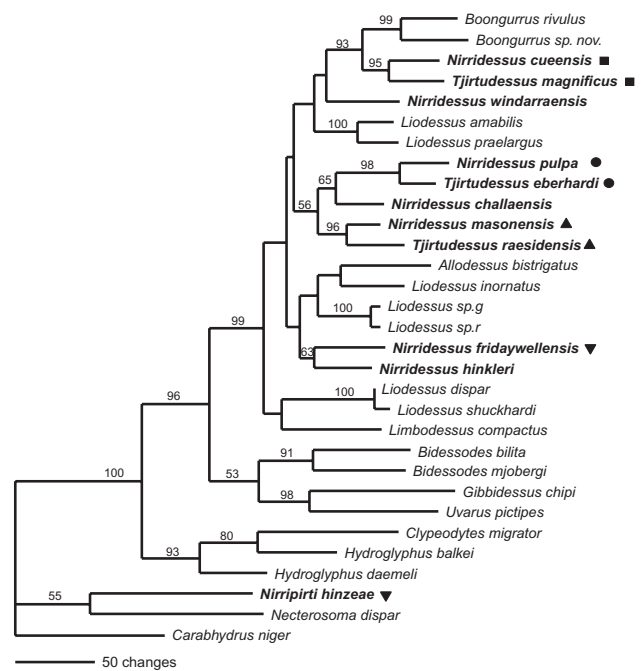 Boongurrus rivulus
99
Boongurrus sp. nov.
93
Nirridessus cueensis ■
95
Tjirtudessus magnificus ■
Nirridessus windarraensis
Liodessus amabilis
100
Liodessus praelargus
Nirridessus pulpa ●
98
Tjirtudessus eberhardi ●
65
Nirridessus challaensis
56
Nirridessus masonensis ▲
96
Tjirtudessus raesidensis ▲
Allodessus bistrigatus
Liodessus inornatus
Liodessus sp.g
100
Liodessus sp.r
99
Nirridessus fridaywellensis ▼
63
Nirridessus hinkleri
Liodessus dispar
100
Liodessus shuckhardi
96
Limbodessus compactus
Bidessodes bilita
91
Bidessodes mjobergi
53
100
Gibbidessus chipi
98
Uvarus pictipes
Clypeodytes migrator
80
Hydroglyphus balkei
93
Hydroglyphus daemeli
Nirripirti hinzeae ▼
55
Necterosoma dispar
Carabhydrus niger
50 changes